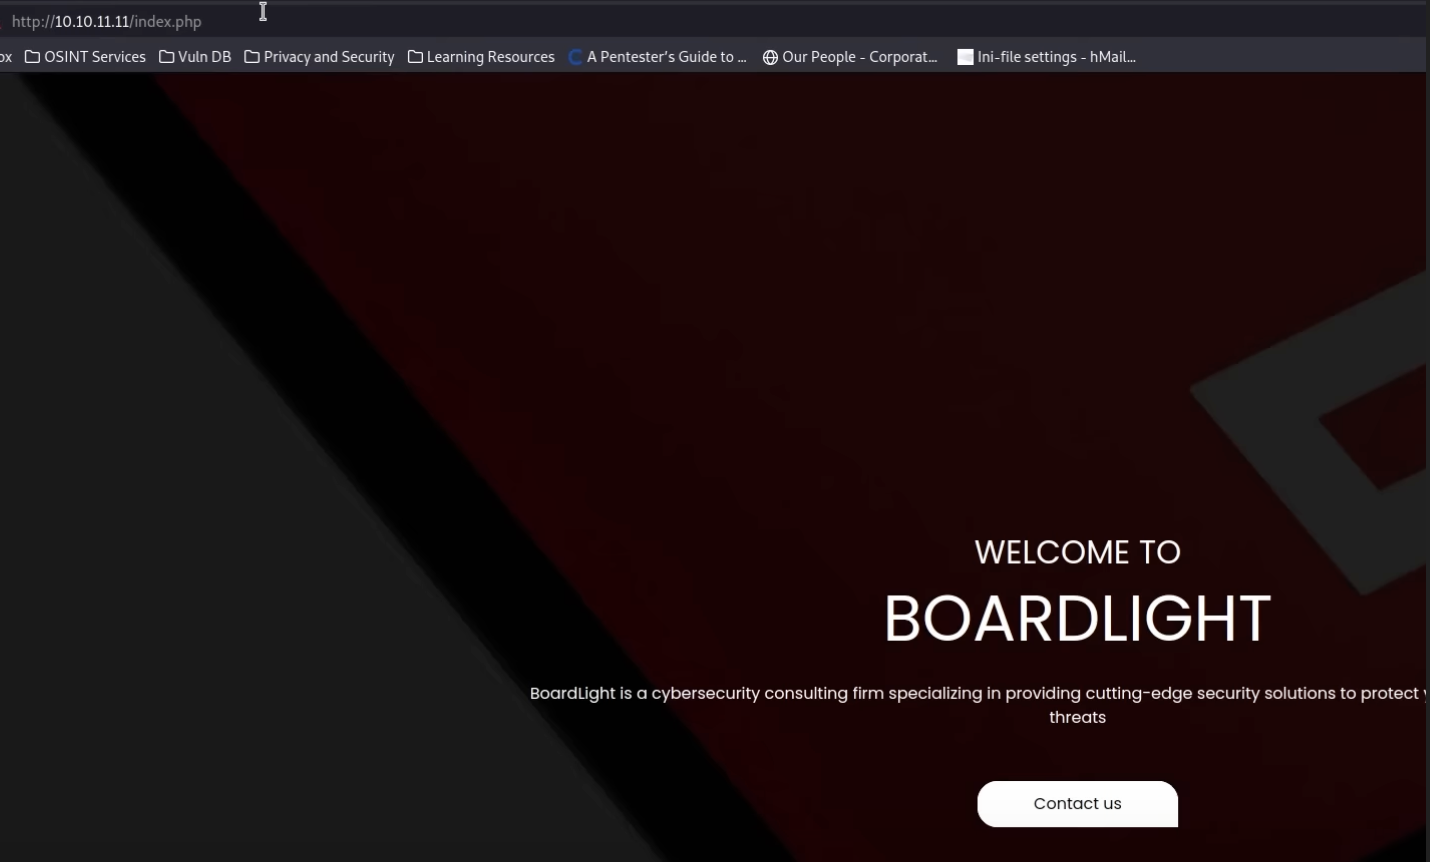 http://10.10.11.11/index.php
ox OSINT Services Vuln DB Privacy and Security Learning Resources A Pentester's Guide to ... Our People - Corporat... Ini-file settings - hMail...
WELCOME TO
BOARDLIGHT
BoardLight is a cybersecurity consulting firm specializing in providing cutting-edge security solutions to protect
threats
Contact us